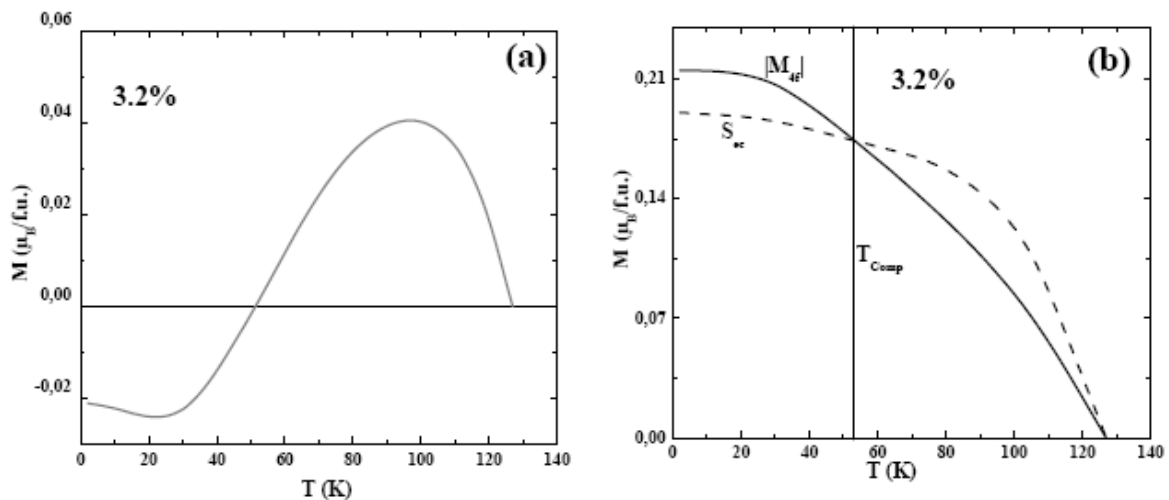 (a)
3.2%
0,06
0,04
0,02
0,00
-0,02
M (μB/f.u.)
0 20 40 60 80 100 120 140
T (K)
(b)
3.2%
|M4f|
Sec
TComp
0,21
0,14
0,07
0,00
M (μB/f.u.)
0 20 40 60 80 100 120 140
T (K)